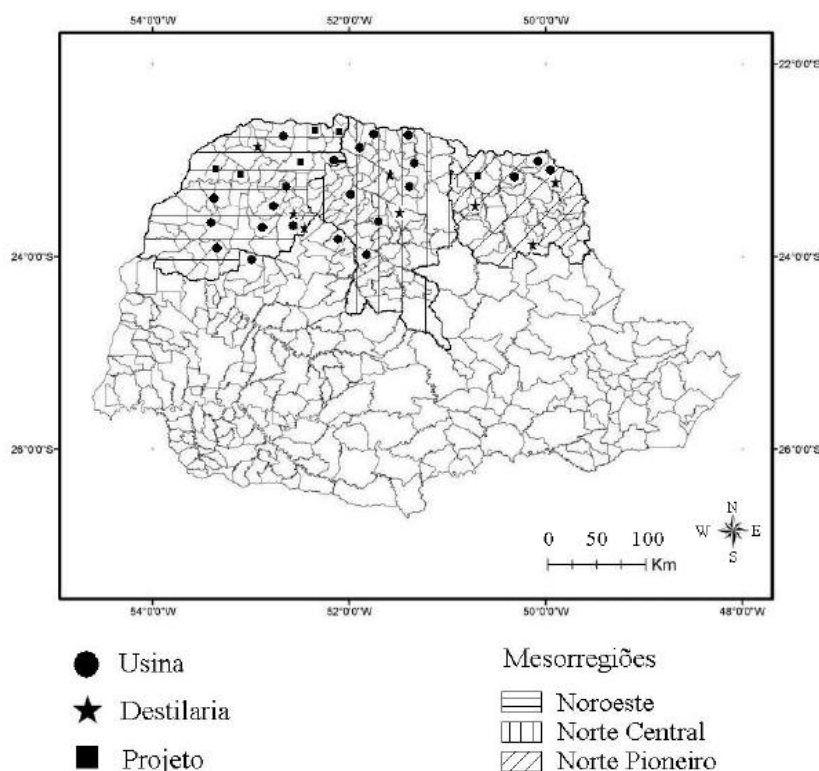 54°0'0"W 52°0'0"W 50°0'0"W
22°0'0"S
24°0'0"S 24°0'0"S
26°0'0"S 26°0'0"S
N
W E
S
0 50 100
Km
54°0'0"W 52°0'0"W 50°0'0"W 48°0'0"W
Usina
Destilaria
Projeto
Mesorregiões
Noroeste
Norte Central
Norte Pioneiro